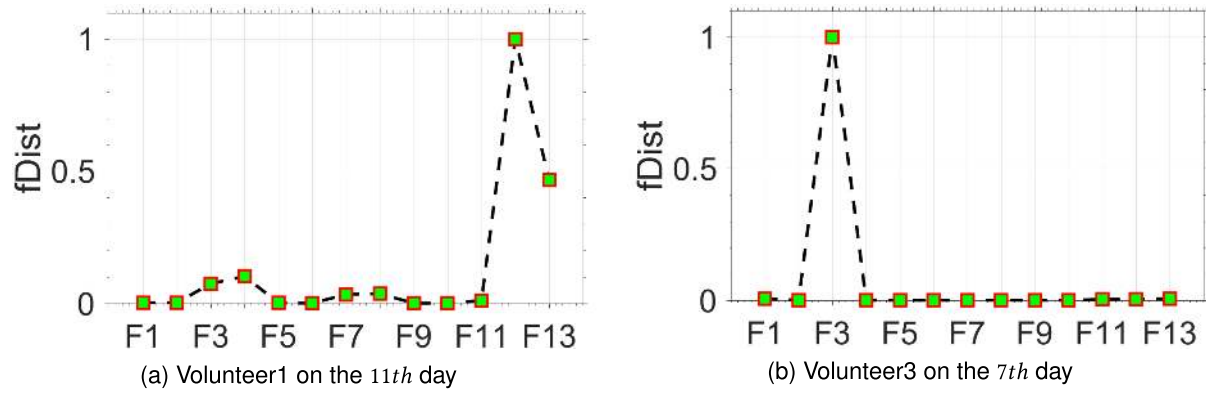 1
0.5
0
fDist
F1 F3 F5 F7 F9 F11 F13
(a) Volunteer1 on the 11th day
1
0.5
0
fDist
F1 F3 F5 F7 F9 F11 F13
(b) Volunteer3 on the 7th day